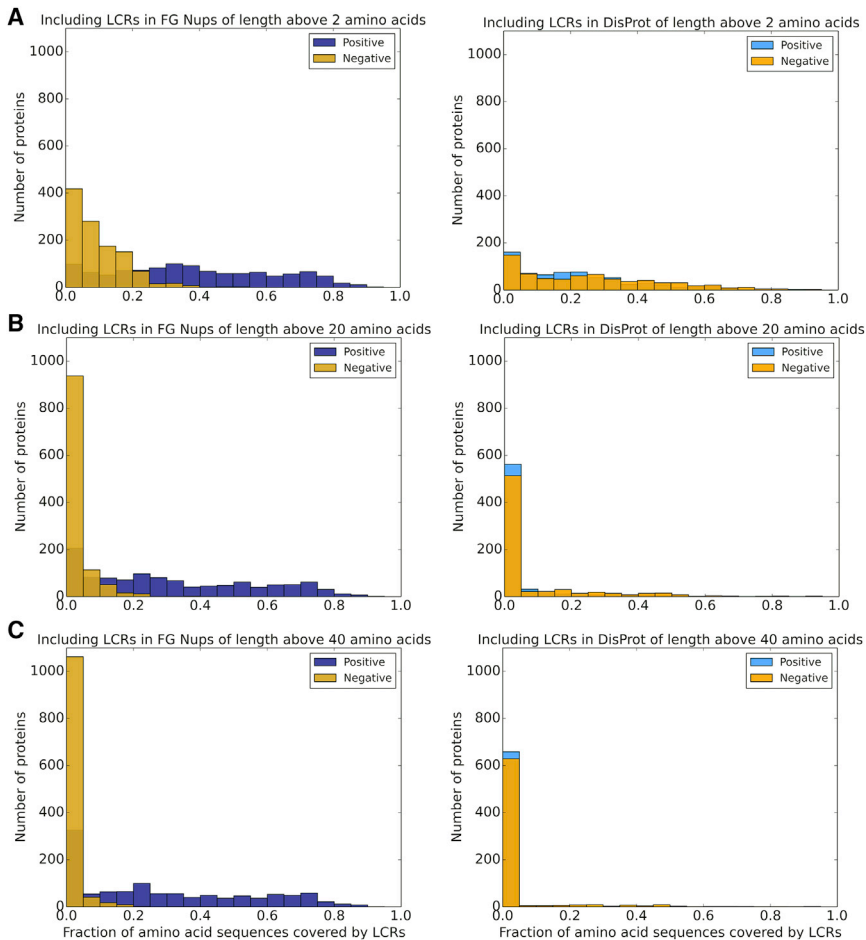 A
Including LCRs in FG Nups of length above 2 amino acids
Number of proteins
1000
800
600
400
200
0
0.0 0.2 0.4 0.6 0.8 1.0
Positive
Negative
Including LCRs in DisProt of length above 2 amino acids
Number of proteins
1000
800
600
400
200
0
0.0 0.2 0.4 0.6 0.8 1.0
Positive
Negative
B
Including LCRs in FG Nups of length above 20 amino acids
Number of proteins
1000
800
600
400
200
0
0.0 0.2 0.4 0.6 0.8 1.0
Positive
Negative
Including LCRs in DisProt of length above 20 amino acids
Number of proteins
1000
800
600
400
200
0
0.0 0.2 0.4 0.6 0.8 1.0
Positive
Negative
C
Including LCRs in FG Nups of length above 40 amino acids
Number of proteins
1000
800
600
400
200
0
0.0 0.2 0.4 0.6 0.8 1.0
Fraction of amino acid sequences covered by LCRs
Positive
Negative
Including LCRs in DisProt of length above 40 amino acids
Number of proteins
1000
800
600
400
200
0
0.0 0.2 0.4 0.6 0.8 1.0
Fraction of amino acid sequences covered by LCRs
Positive
Negative